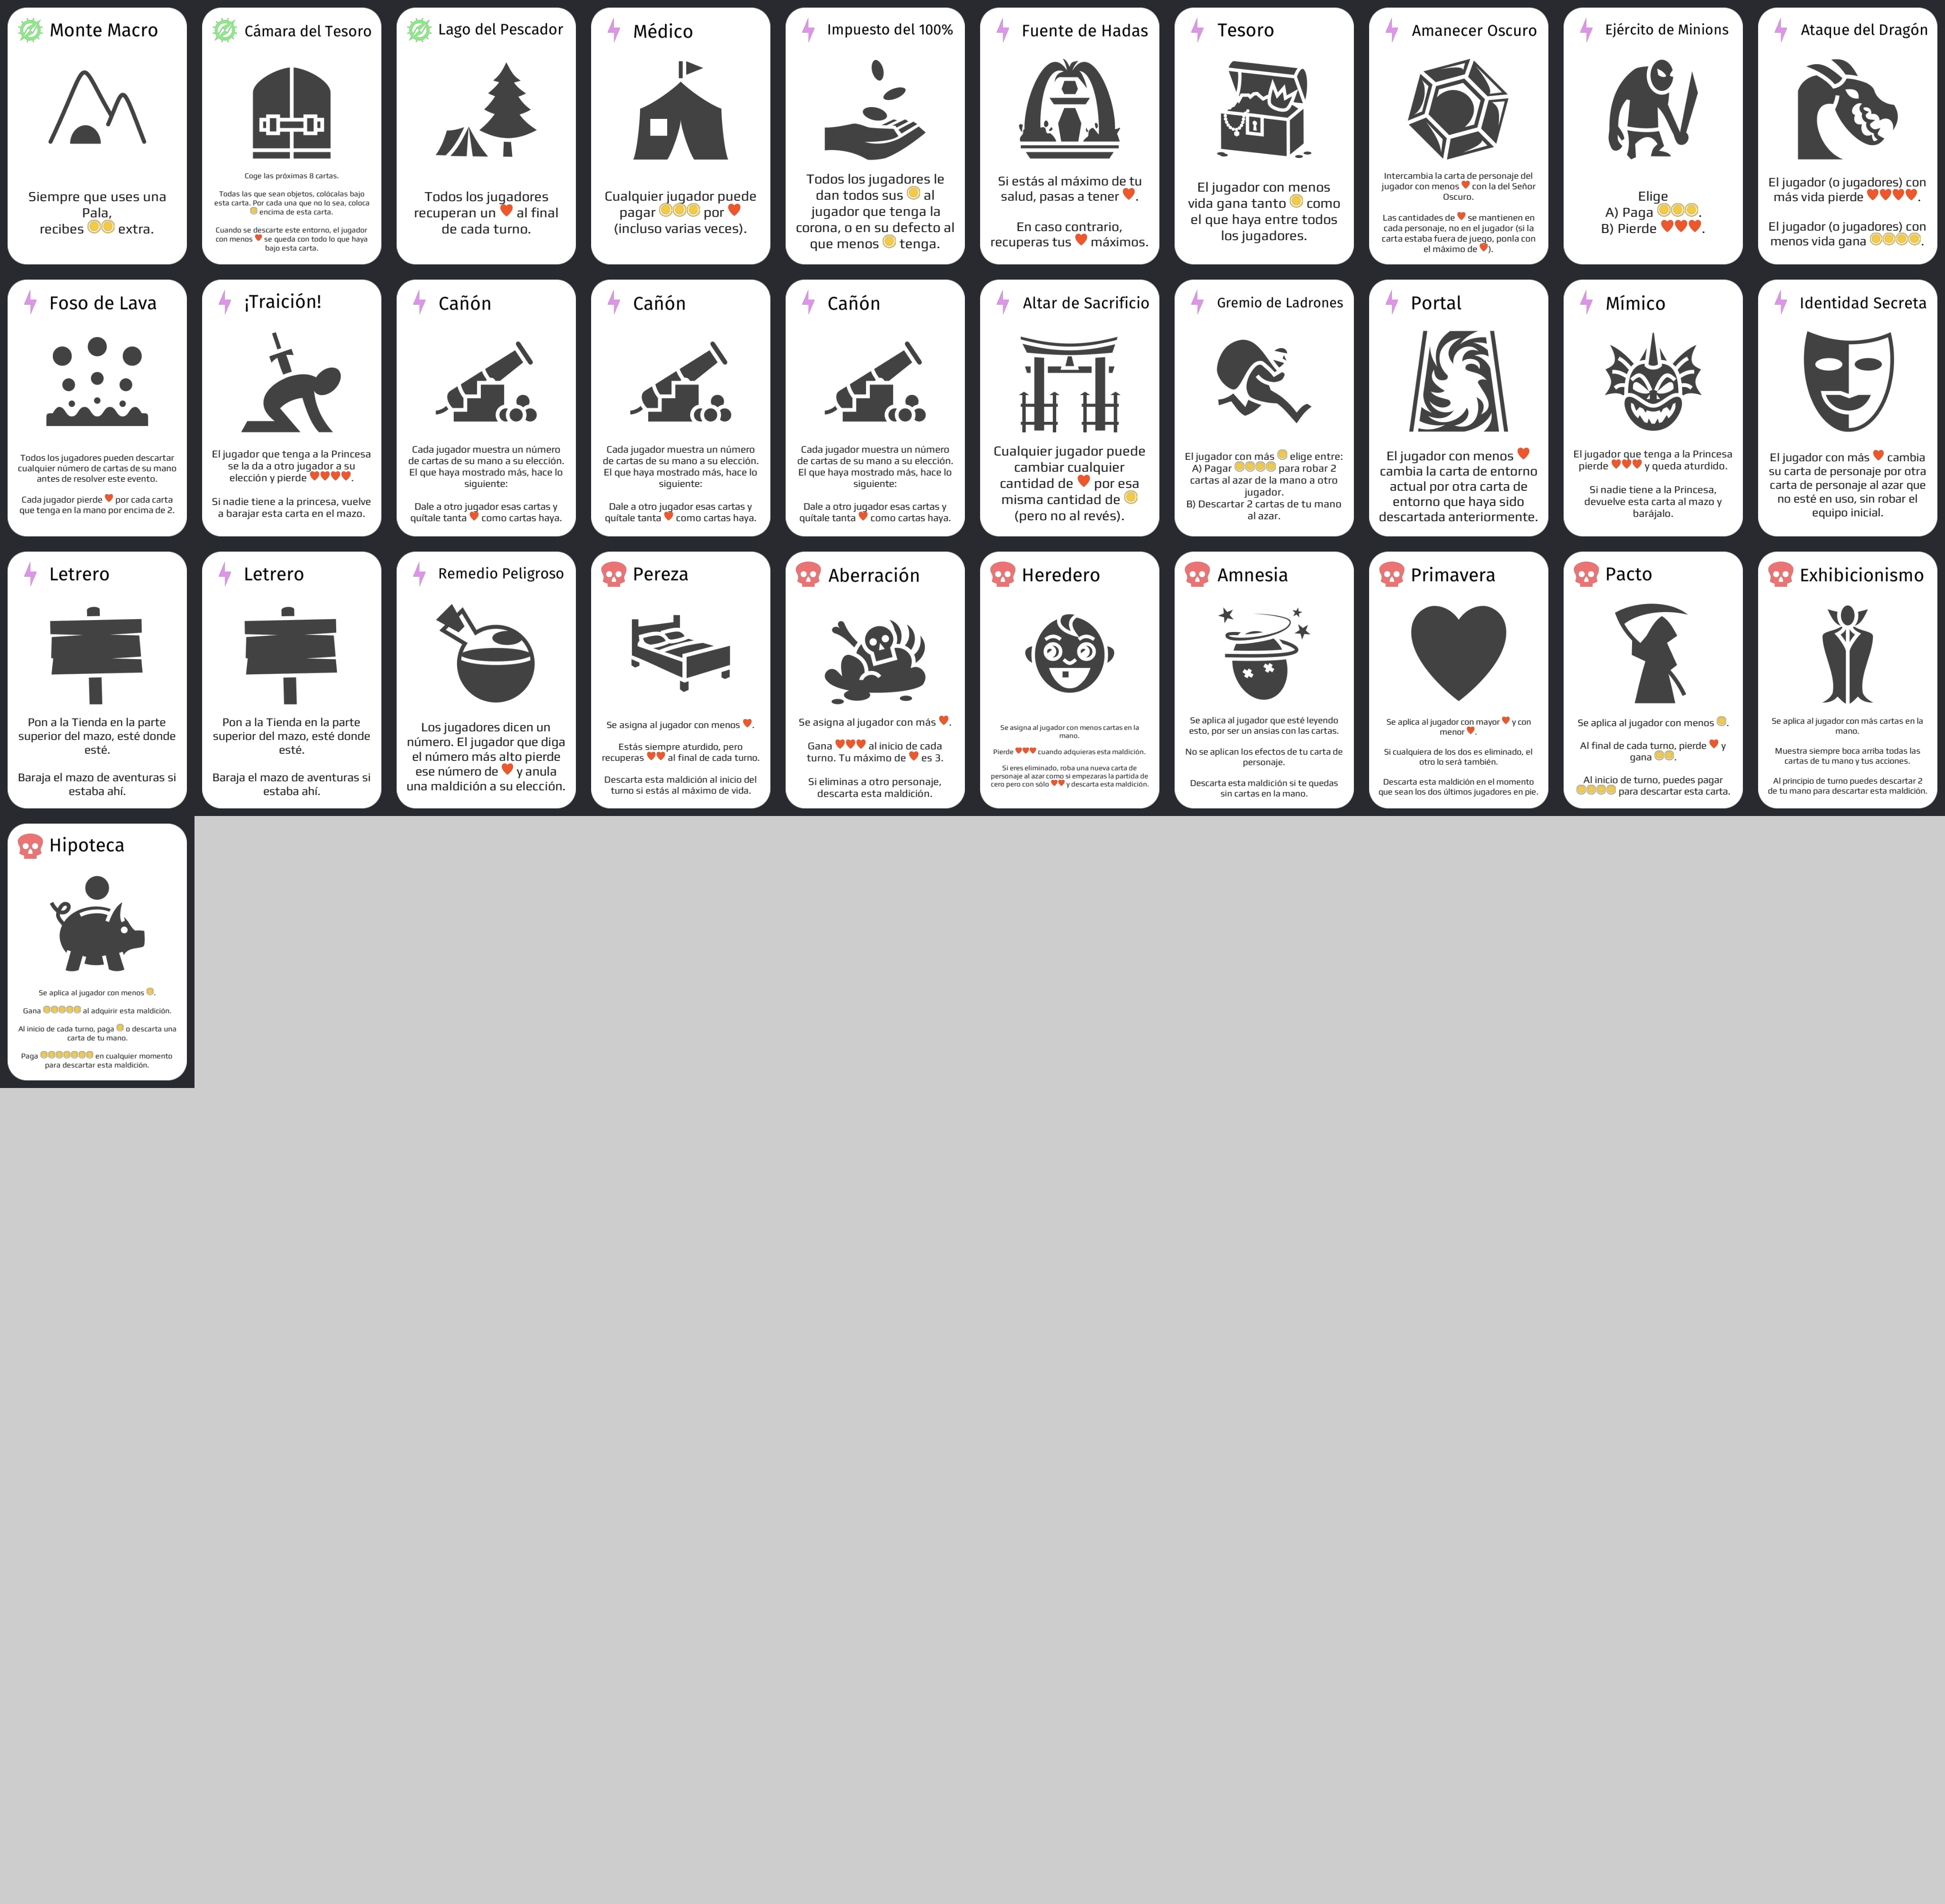 Monte Macro
Siempre que uses una
Pala,
recibes extra.
Cámara del Tesoro
Coge las próximas 8 cartas.
Todas las que sean objetos, colócalas bajo
esta carta. Por cada una que no lo sea, coloca
encima de esta carta.
Cuando se descarte este entorno, el jugador
con menos se queda con todo lo que haya
bajo esta carta.
Lago del Pescador
Todos los jugadores
recuperan un al final
de cada turno.
Médico
Cualquier jugador puede
pagar por
(incluso varias veces).
Impuesto del 100%
Todos los jugadores le
dan todos sus al
jugador que tenga la
corona, o en su defecto al
que menos tenga.
Fuente de Hadas
Si estás al máximo de tu
salud, pasas a tener .
En caso contrario,
recuperas tus máximos.
Tesoro
El jugador con menos
vida gana tanto como
el que haya entre todos
los jugadores.
Amanecer Oscuro
Intercambia la carta de personaje del
jugador con menos con la del Señor
Oscuro.
Las cantidades de se mantienen en
cada personaje, no en el jugador (si la
carta estaba fuera de juego, ponla con
el máximo de ).
Ejército de Minions
Elige
A) Paga .
B) Pierde .
Ataque del Dragón
El jugador (o jugadores) con
más vida pierde .
El jugador (o jugadores) con
menos vida gana .
Foso de Lava
Todos los jugadores pueden descartar
cualquier número de cartas de su mano
antes de resolver este evento.
Cada jugador pierde por cada carta
que tenga en la mano por encima de 2.
¡Traición!
El jugador que tenga a la Princesa
se la da a otro jugador a su
elección y pierde .
Si nadie tiene a la princesa, vuelve
a barajar esta carta en el mazo.
Cañón
Cada jugador muestra un número
de cartas de su mano a su elección.
El que haya mostrado más, hace lo
siguiente:
Dale a otro jugador esas cartas y
quítale tanta como cartas haya.
Cañón
Cada jugador muestra un número
de cartas de su mano a su elección.
El que haya mostrado más, hace lo
siguiente:
Dale a otro jugador esas cartas y
quítale tanta como cartas haya.
Cañón
Cada jugador muestra un número
de cartas de su mano a su elección.
El que haya mostrado más, hace lo
siguiente:
Dale a otro jugador esas cartas y
quítale tanta como cartas haya.
Altar de Sacrificio
Cualquier jugador puede
cambiar cualquier
cantidad de por esa
misma cantidad de
(pero no al revés).
Gremio de Ladrones
El jugador con más elige entre:
A) Pagar para robar 2
cartas al azar de la mano a otro
jugador.
B) Descartar 2 cartas de tu mano
al azar.
Portal
El jugador con menos
cambia la carta de entorno
actual por otra carta de
entorno que haya sido
descartada anteriormente.
Mímico
El jugador que tenga a la Princesa
pierde y queda aturdido.
Si nadie tiene a la Princesa,
devuelve esta carta al mazo y
barájalo.
Identidad Secreta
El jugador con más cambia
su carta de personaje por otra
carta de personaje al azar que
no esté en uso, sin robar el
equipo inicial.
Letrero
Pon a la Tienda en la parte
superior del mazo, esté donde
esté.
Baraja el mazo de aventuras si
estaba ahí.
Letrero
Pon a la Tienda en la parte
superior del mazo, esté donde
esté.
Baraja el mazo de aventuras si
estaba ahí.
Remedio Peligroso
Los jugadores dicen un
número. El jugador que diga
el número más alto pierde
ese número de y anula
una maldición a su elección.
Pereza
Se asigna al jugador con menos .
Estás siempre aturdido, pero
recuperas al final de cada turno.
Descarta esta maldición al inicio del
turno si estás al máximo de vida.
Aberración
Se asigna al jugador con más .
Gana al inicio de cada
turno. Tu máximo de es 3.
Si eliminas a otro personaje,
descarta esta maldición.
Heredero
Se asigna al jugador con menos cartas en la
mano.
Pierde cuando adquieras esta maldición.
Si eres eliminado, roba una nueva carta de
personaje al azar como si empezaras la partida de
cero pero con sólo y descarta esta maldición.
Amnesia
Se aplica al jugador que esté leyendo
esto, por ser un ansias con las cartas.
No se aplican los efectos de tu carta de
personaje.
Descarta esta maldición si te quedas
sin cartas en la mano.
Primavera
Se aplica al jugador con mayor y con
menor .
Si cualquiera de los dos es eliminado, el
otro lo será también.
Descarta esta maldición en el momento
que sean los dos últimos jugadores en pie.
Pacto
Se aplica al jugador con menos .
Al final de cada turno, pierde y
gana .
Al inicio de turno, puedes pagar
para descartar esta carta.
Exhibicionismo
Se aplica al jugador con más cartas en la
mano.
Muestra siempre boca arriba todas las
cartas de tu mano y tus acciones.
Al principio de turno puedes descartar 2
de tu mano para descartar esta maldición.
Hipoteca
Se aplica al jugador con menos .
Gana al adquirir esta maldición.
Al inicio de cada turno, paga o descarta una
carta de tu mano.
Paga en cualquier momento
para descartar esta maldición.